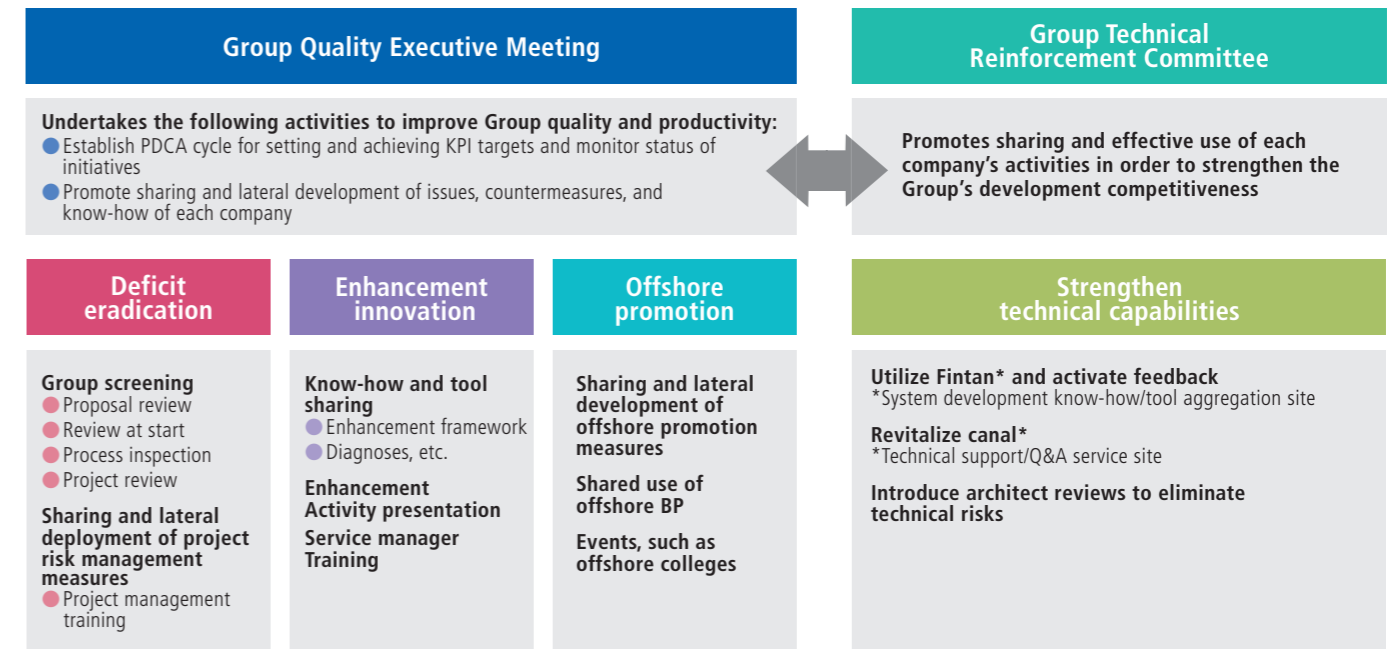 Group Quality Executive Meeting
Undertakes the following activities to improve Group quality and productivity:
● Establish PDCA cycle for setting and achieving KPI targets and monitor status of
initiatives
● Promote sharing and lateral development of issues, countermeasures, and
know-how of each company
Group Technical
Reinforcement Committee
Promotes sharing and effective use of each
company's activities in order to strengthen the
Group's development competitiveness
Deficit
eradication
Group screening
● Proposal review
● Review at start
● Process inspection
● Project review
Sharing and lateral
deployment of project
risk management
measures
● Project management
training
Enhancement
innovation
Know-how and tool
sharing
● Enhancement framework
● Diagnoses, etc.
Enhancement
Activity presentation
Service manager
Training
Offshore
promotion
Sharing and lateral
development of
offshore promotion
measures
Shared use of
offshore BP
Events, such as
offshore colleges
Strengthen
technical capabilities
Utilize Fintan* and activate feedback
*System development know-how/tool aggregation site
Revitalize canal*
*Technical support/Q&A service site
Introduce architect reviews to eliminate
technical risks